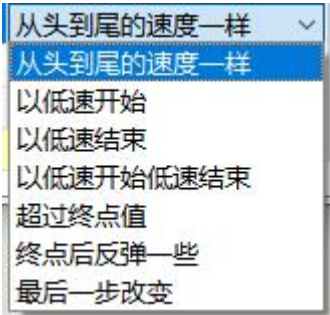 从头到尾的速度一样
从头到尾的速度一样
以低速开始
以低速结束
以低速开始低速结束
超过终点值
终点后反弹一些
最后一步改变